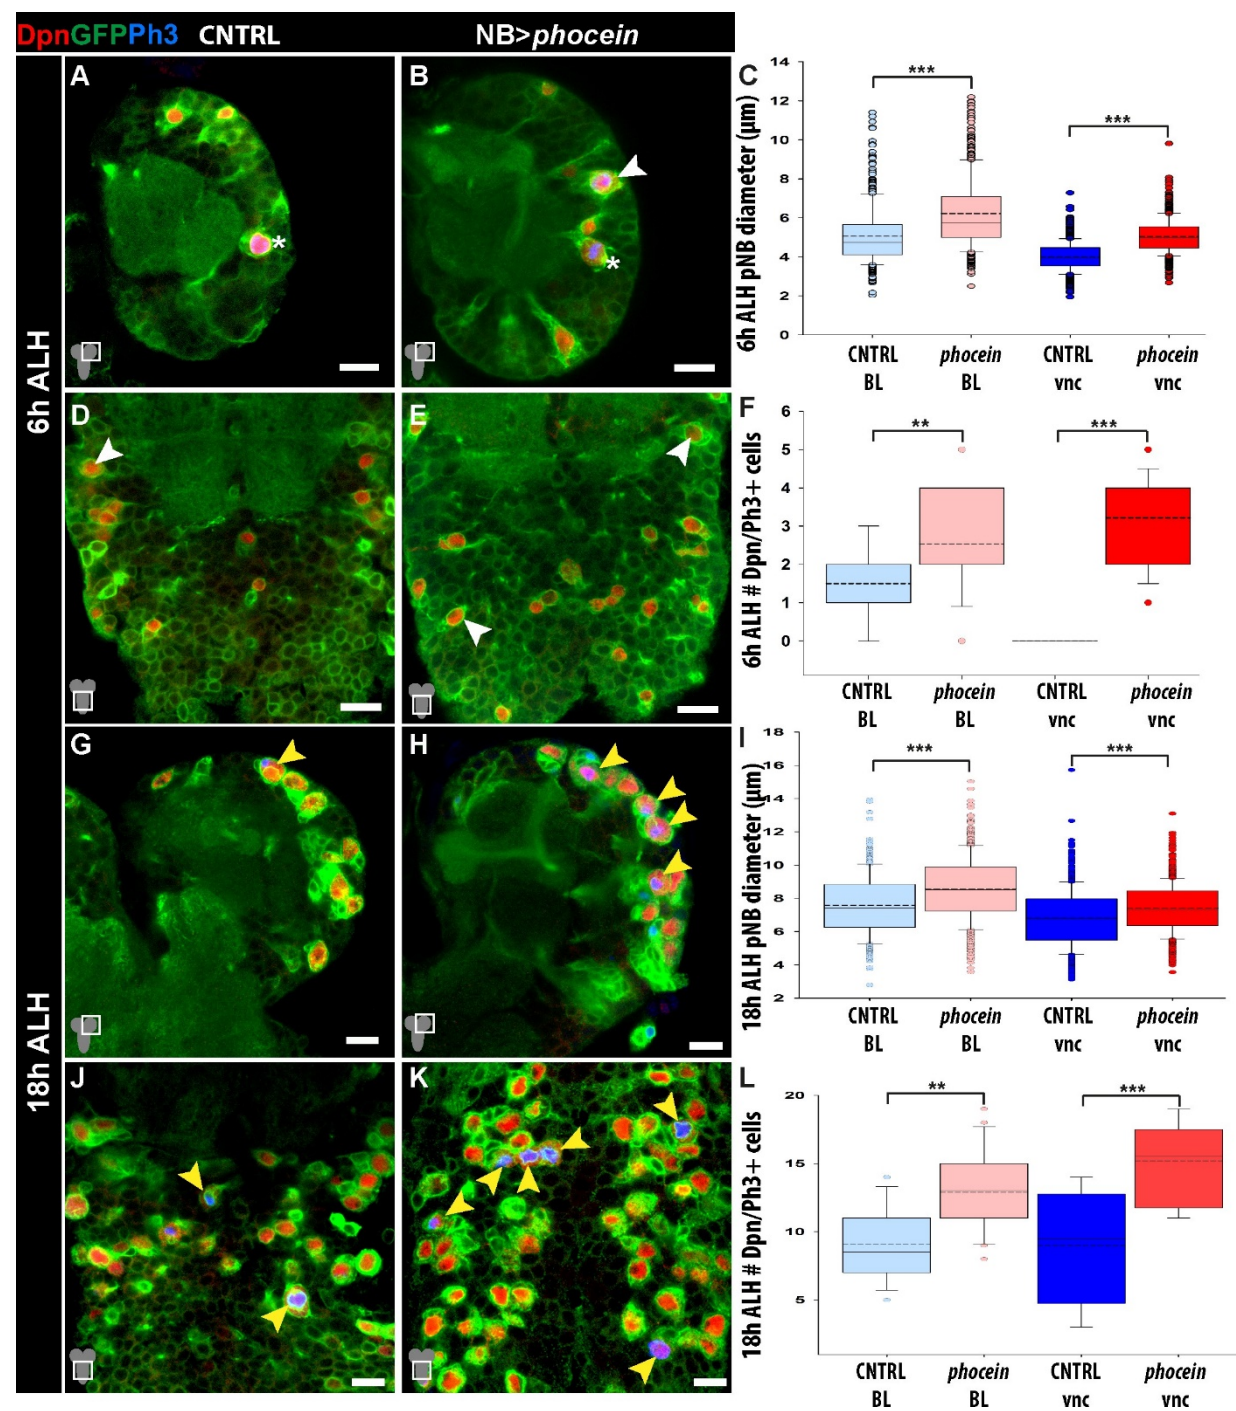 DpnGFPPh3 CNTRL NB>phocein
6h ALH
A
*
B
*
C
6h ALH pNB diameter (µm)
14
12
10
8
6
4
2
0
***
***
CNTRL phocein CNTRL phocein
BL BL vnc vnc
D
E
F
6h ALH # Dpn/Ph3+ cells
6
5
4
3
2
1
0
**
***
CNTRL phocein CNTRL phocein
BL BL vnc vnc
18h ALH
G
H
I
18h ALH pNB diameter (µm)
18
16
14
12
10
8
6
4
2
***
***
CNTRL phocein CNTRL phocein
BL BL vnc vnc
J
K
L
18h ALH # Dpn/Ph3+ cells
20
15
10
5
**
***
CNTRL phocein CNTRL phocein
BL BL vnc vnc